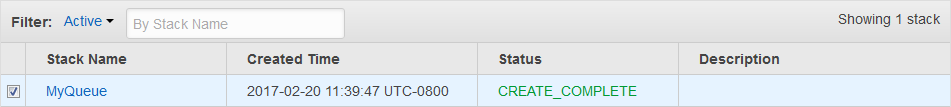 Filter: Active By Stack Name Showing 1 stack
Stack Name Created Time Status Description
MyQueue 2017-02-20 11:39:47 UTC-0800 CREATE_COMPLETE